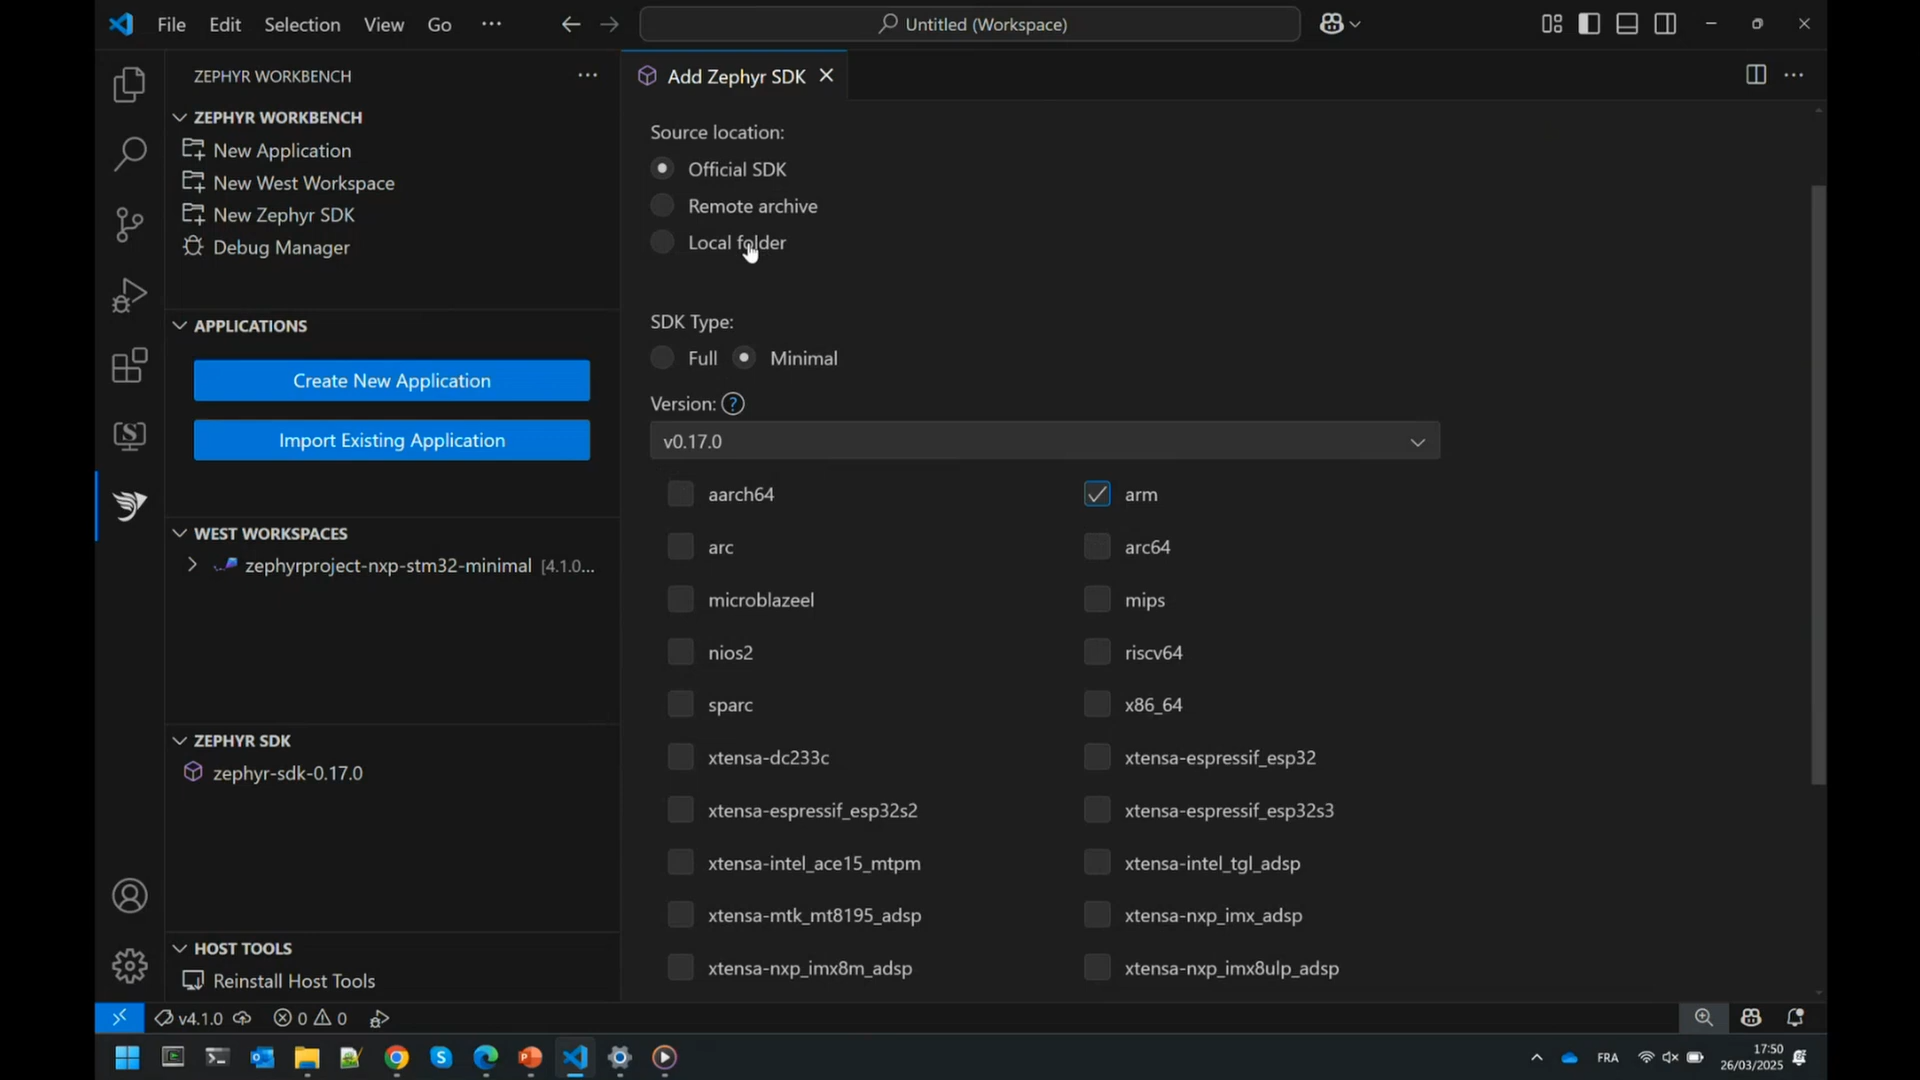 File Edit Selection View Go ···
Untitled (Workspace)
ZEPHYR WORKBENCH
ZEPHYR WORKBENCH
New Application
New West Workspace
New Zephyr SDK
Debug Manager
APPLICATIONS
Create New Application
Import Existing Application
WEST WORKSPACES
zephyrproject-nxp-stm32-minimal [4.1.0...
ZEPHYR SDK
zephyr-sdk-0.17.0
HOST TOOLS
Reinstall Host Tools
Add Zephyr SDK
Source location:
Official SDK
Remote archive
Local folder
SDK Type:
Full Minimal
Version: ?
v0.17.0
aarch64 arm
arc arc64
microblazeel mips
nios2 riscv64
sparc x86_64
xtensa-dc233c xtensa-espressif_esp32
xtensa-espressif_esp32s2 xtensa-espressif_esp32s3
xtensa-intel_ace15_mtpm xtensa-intel_tgl_adsp
xtensa-mtk_mt8195_adsp xtensa-nxp_imx_adsp
xtensa-nxp_imx8m_adsp xtensa-nxp_imx8ulp_adsp
v4.1.0 0 0
FRA 17:50
26/03/2025